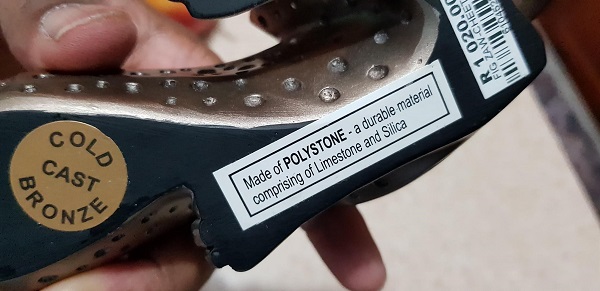 COLD
CAST
BRONZE
Made of POLYSTONE - a durable material
comprising of Limestone and Silica
R 1,020-00